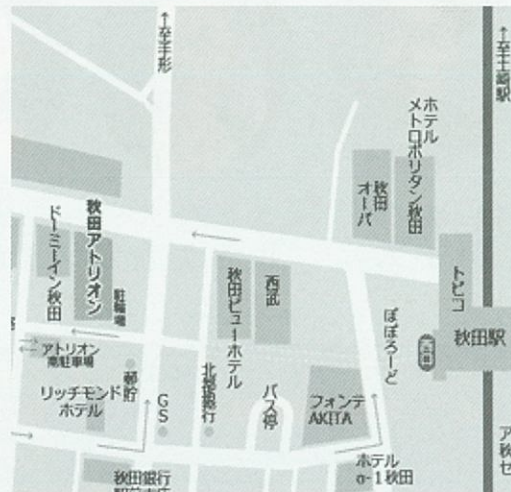 ↑至手形
↑至土崎駅
ホテル
メトロポリタン秋田
秋田
オーパ
秋田アトリオン
ドーミーイン秋田
駐輪場
トピコ
秋田駅
西武
秋田ビューホテル
ぽぽろーど
アトリオン
南駐車場
リッチモンド
ホテル
郵貯
GS
北都銀行
バス停
フォンテ
AKITA
ホテル
α-1秋田
秋田銀行